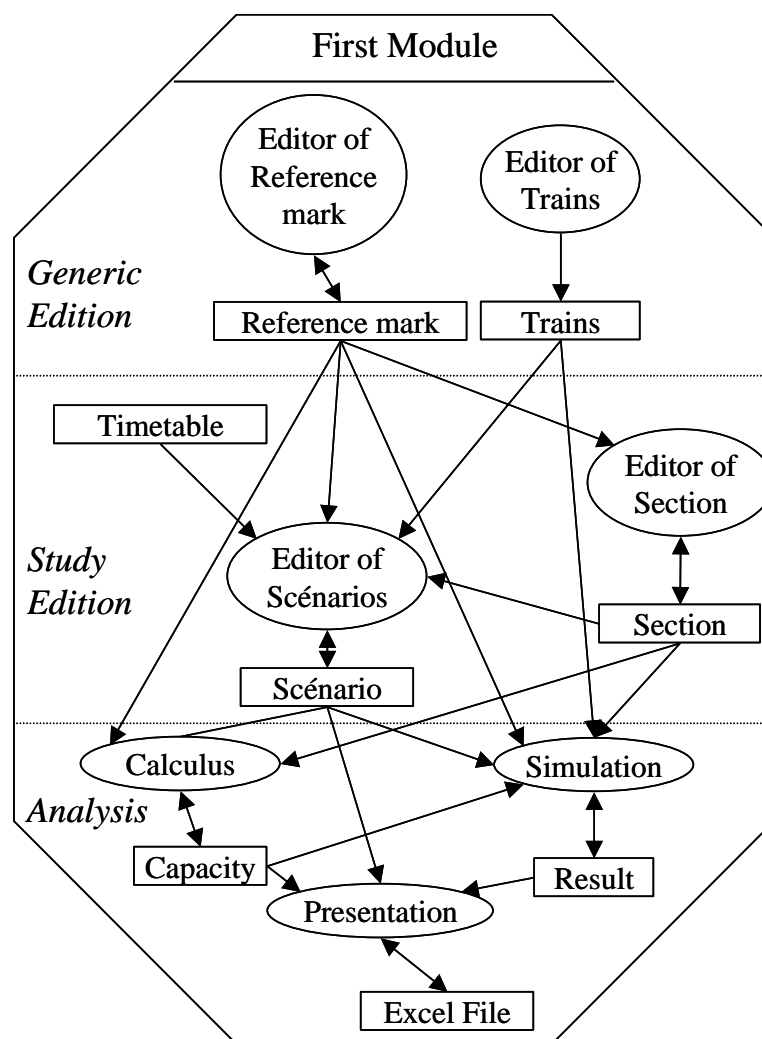 First Module
Editor of
Reference
mark
Editor of
Trains
Generic
Edition
Reference mark
Trains
Timetable
Editor of
Section
Editor of
Scénarios
Study
Edition
Section
Scénario
Calculus
Simulation
Analysis
Capacity
Result
Presentation
Excel File